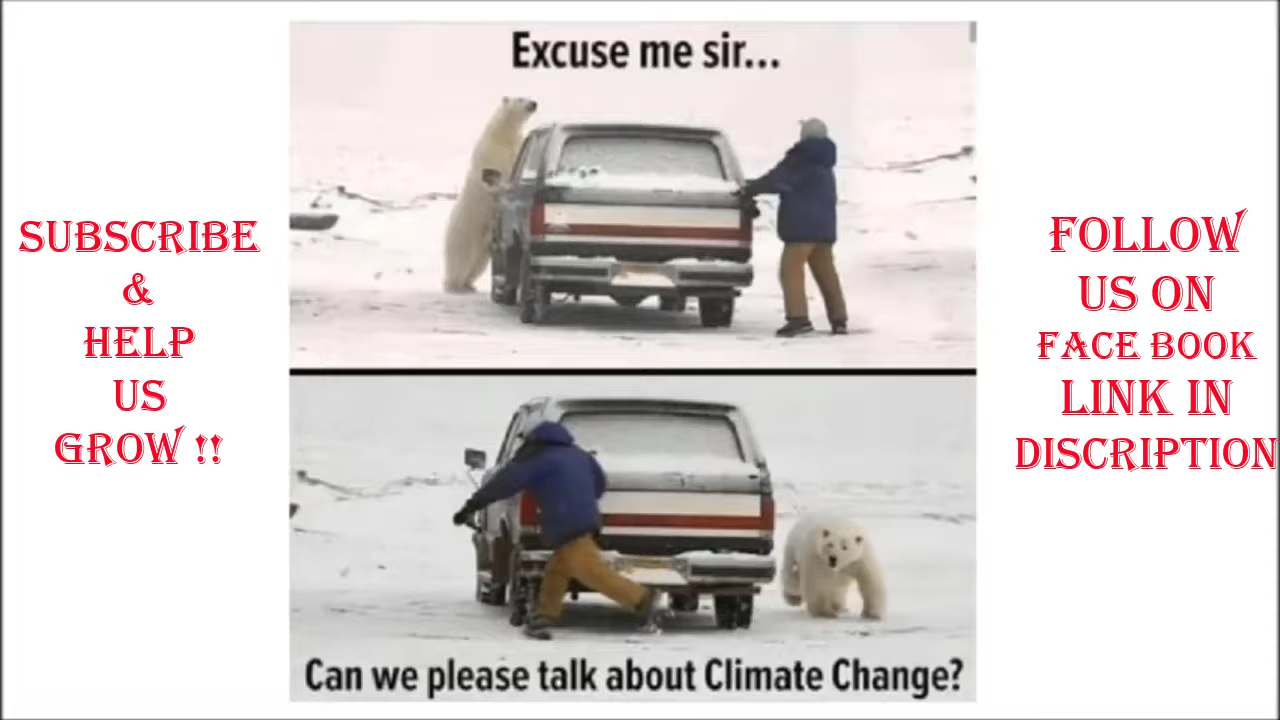 Excuse me sir...
SUBSCRIBE
&
HELP
US
GROW !!
FOLLOW
US ON
FACE BOOK
LINK IN
DISCRIPTION
Can we please talk about Climate Change?